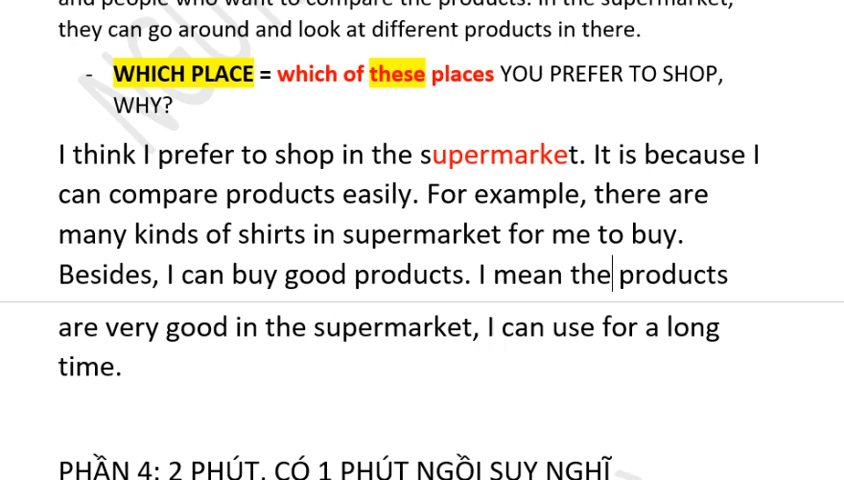 and people who want to compare the products. In the supermarket,
they can go around and look at different products in there.
- WHICH PLACE = which of these places YOU PREFER TO SHOP,
WHY?
I think I prefer to shop in the supermarket. It is because I
can compare products easily. For example, there are
many kinds of shirts in supermarket for me to buy.
Besides, I can buy good products. I mean the products
are very good in the supermarket, I can use for a long
time.
PHẦN 4: 2 PHÚT, CÓ 1 PHÚT NGỒI SUY NGHĨ